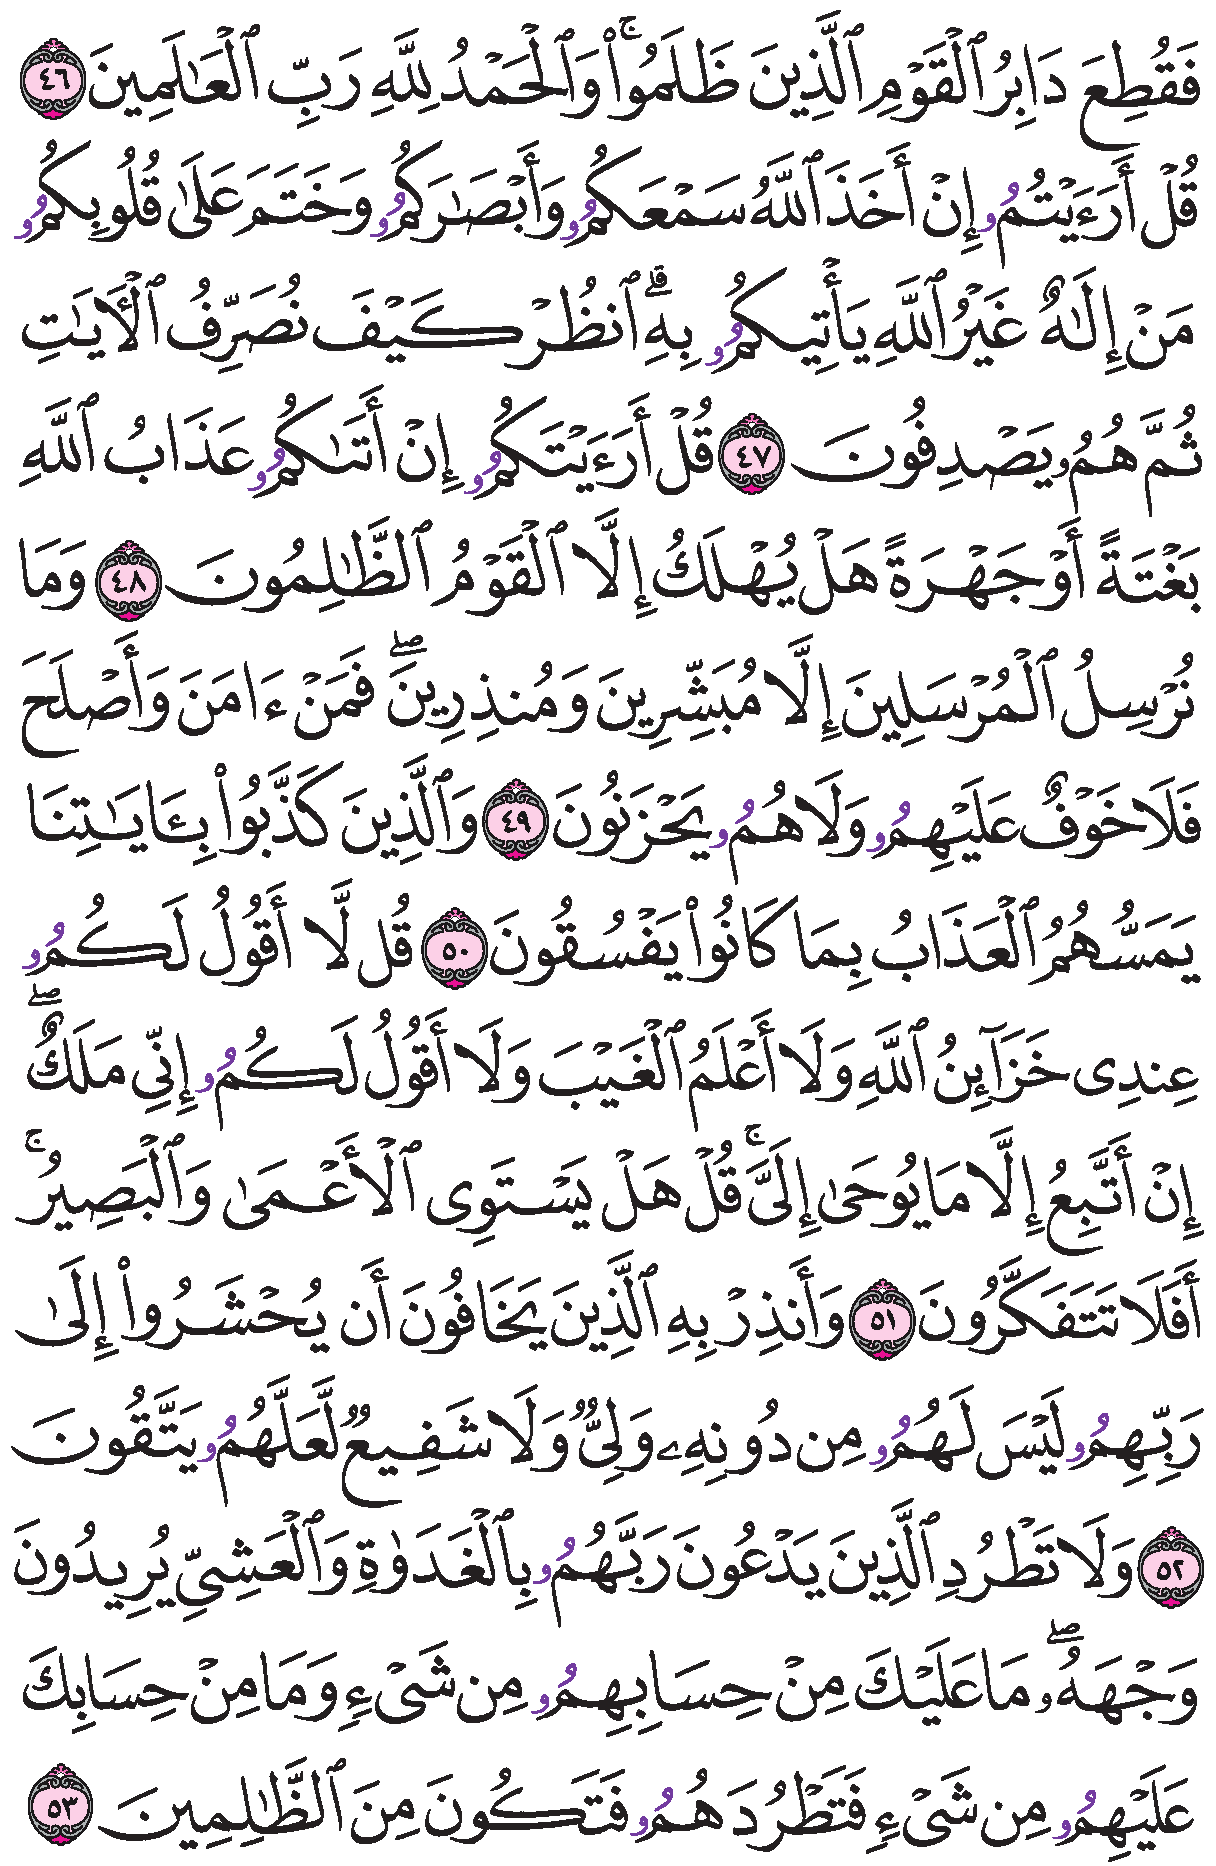 فَقُطِعَ دَابِرُ ٱلْقَوْمِ ٱلَّذِينَ ظَلَمُواْۚ وَٱلْحَمْدُ لِلَّهِ رَبِّ ٱلْعَٰلَمِينَ ٤٦
قُلْ أَرَءَيْتُمُۥ إِنْ أَخَذَ ٱللَّهُ سَمْعَكُمُۥ وَأَبْصَٰرَكُمُۥ وَخَتَمَ عَلَىٰ قُلُوبِكُمُۥ
مَنْ إِلَٰهٌ غَيْرُ ٱللَّهِ يَأْتِيكُمُۥ بِهِۗ ٱنظُرْ كَيْفَ نُصَرِّفُ ٱلْأٓيَٰتِ
ثُمَّ هُمُۥ يَصْدِفُونَ ٤٧ قُلْ أَرَءَيْتَكُمُۥ إِنْ أَتَىٰكُمُۥ عَذَابُ ٱللَّهِ
بَغْتَةً أَوْ جَهْرَةً هَلْ يُهْلَكُ إِلَّا ٱلْقَوْمُ ٱلظَّٰلِمُونَ ٤٨ وَمَا
نُرْسِلُ ٱلْمُرْسَلِينَ إِلَّا مُبَشِّرِينَ وَمُنذِرِينَۖ فَمَنْ ءَامَنَ وَأَصْلَحَ
فَلَا خَوْفٌ عَلَيْهِمُۥ وَلَا هُمُۥ يَحْزَنُونَ ٤٩ وَٱلَّذِينَ كَذَّبُواْ بِـَٔايَٰتِنَا
يَمَسُّهُمُ ٱلْعَذَابُ بِمَا كَانُواْ يَفْسُقُونَ ٥٠ قُل لَّا أَقُولُ لَكُمُۥ
عِندِى خَزَآئِنُ ٱللَّهِ وَلَا أَعْلَمُ ٱلْغَيْبَ وَلَا أَقُولُ لَكُمُۥ إِنِّى مَلَكٌۖ
إِنْ أَتَّبِعُ إِلَّا مَا يُوحَىٰ إِلَىَّۚ قُلْ هَلْ يَسْتَوِى ٱلْأَعْمَىٰ وَٱلْبَصِيرُۚ
أَفَلَا تَتَفَكَّرُونَ ٥١ وَأَنذِرْ بِهِ ٱلَّذِينَ يَخَافُونَ أَن يُحْشَرُواْ إِلَىٰ
رَبِّهِمُۥ لَيْسَ لَهُمُۥ مِن دُونِهِۦ وَلِىٌّ وَلَا شَفِيعٌ لَّعَلَّهُمُۥ يَتَّقُونَ
٥٢ وَلَا تَطْرُدِ ٱلَّذِينَ يَدْعُونَ رَبَّهُمُۥ بِٱلْغَدَوٰةِ وَٱلْعَشِىِّ يُرِيدُونَ
وَجْهَهُۥۖ مَا عَلَيْكَ مِنْ حِسَابِهِمُۥ مِن شَىْءٍ وَمَا مِنْ حِسَابِكَ
عَلَيْهِمُۥ مِن شَىْءٍ فَتَطْرُدَهُمُۥ فَتَكُونَ مِنَ ٱلظَّٰلِمِينَ ٥٣